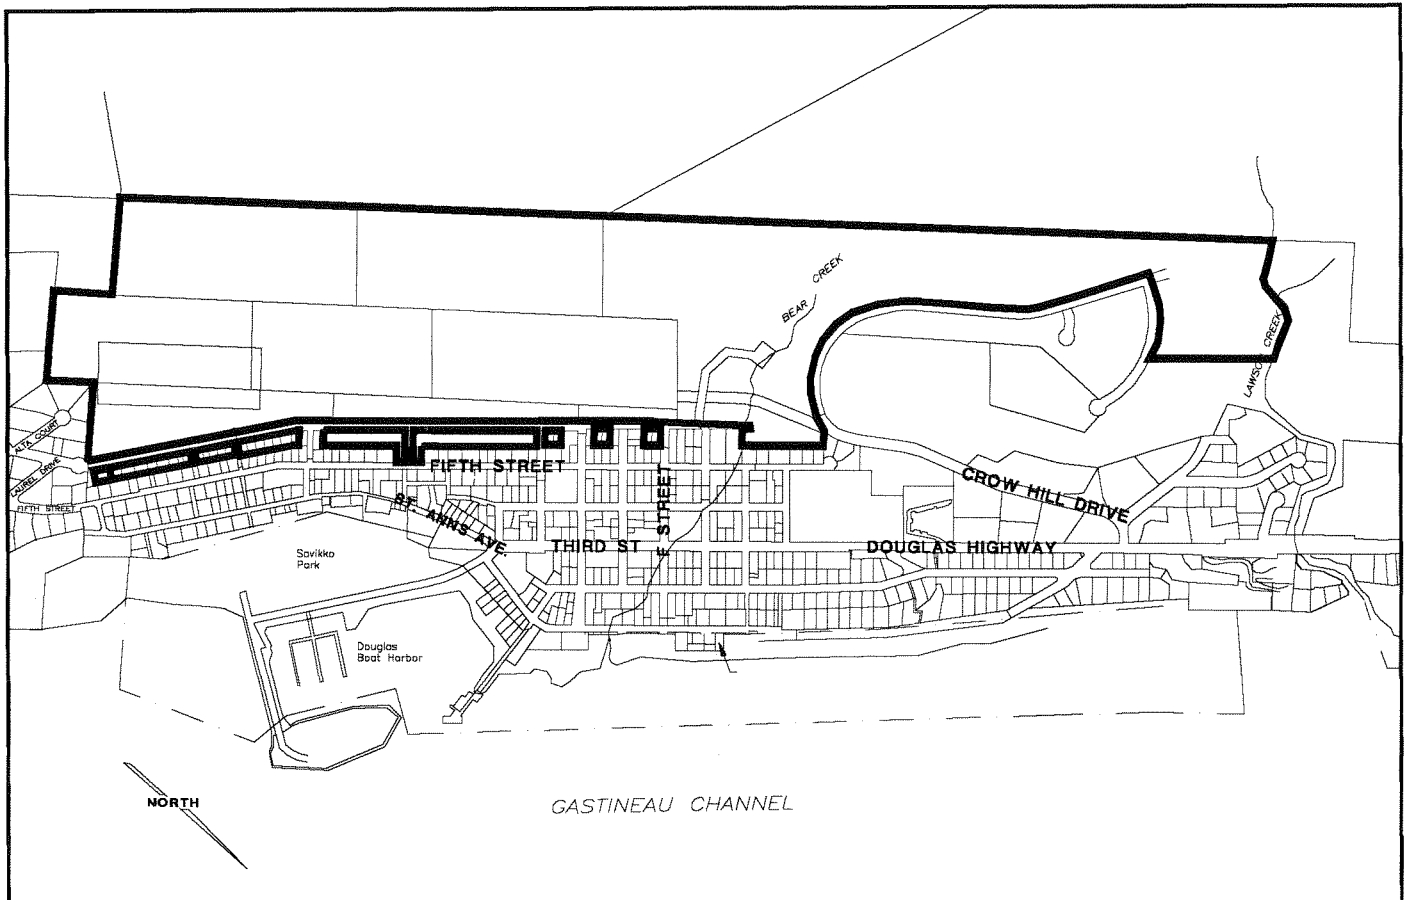 BEAR CREEK
LAWSON CREEK
ALTA COURT
LAUREL DRIVE
FIFTH STREET
FIFTH STREET
ST. ANNS AVE.
E STREET
CROW HILL DRIVE
THIRD ST
DOUGLAS HIGHWAY
Savikko
Park
Douglas
Boat Harbor
NORTH
GASTINEAU CHANNEL